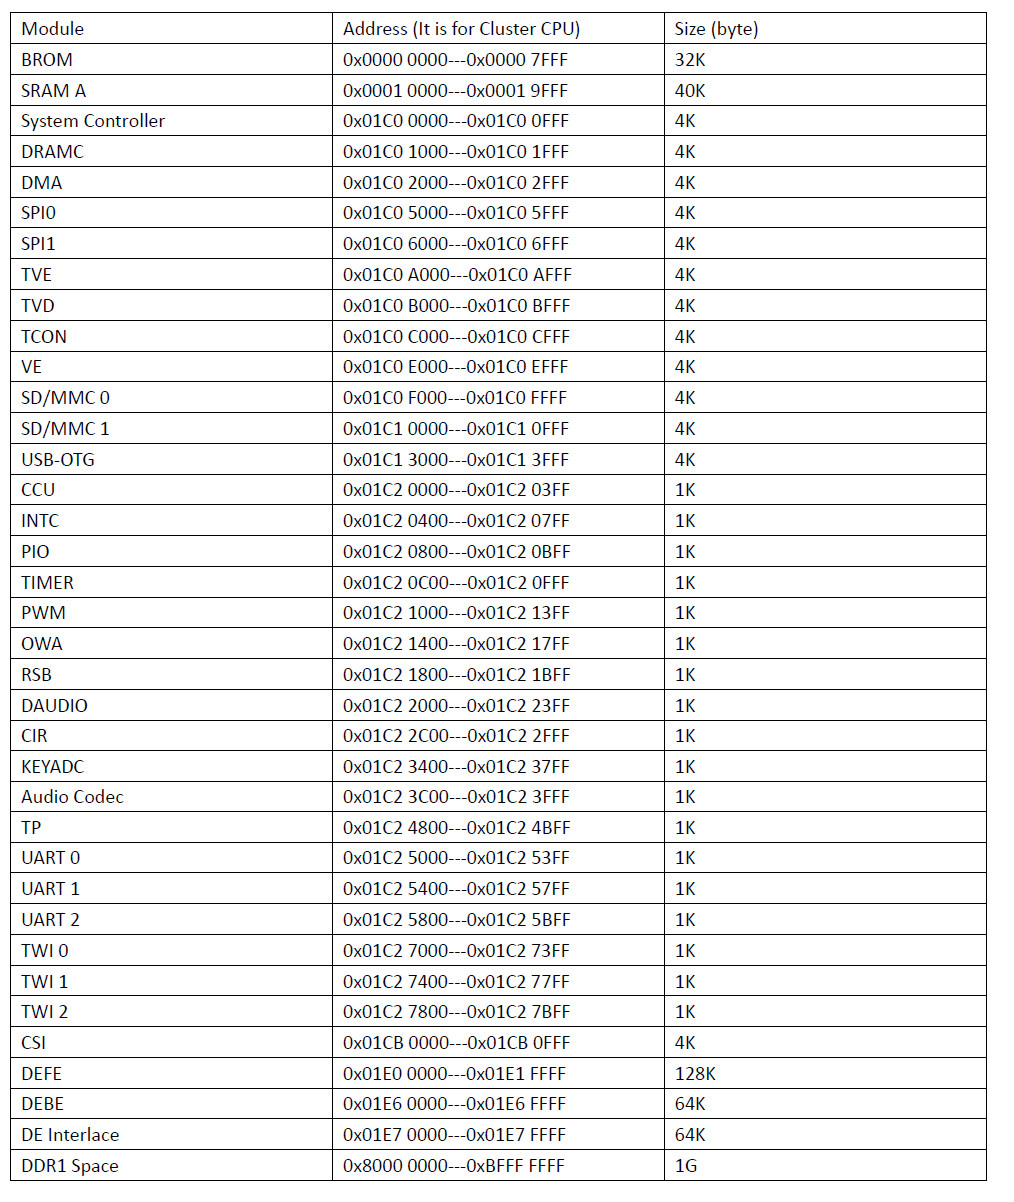 Module Address (It is for Cluster CPU) Size (byte)
BROM 0x0000 0000---0x0000 7FFF 32K
SRAM A 0x0001 0000---0x0001 9FFF 40K
System Controller 0x01C0 0000---0x01C0 0FFF 4K
DRAMC 0x01C0 1000---0x01C0 1FFF 4K
DMA 0x01C0 2000---0x01C0 2FFF 4K
SPI0 0x01C0 5000---0x01C0 5FFF 4K
SPI1 0x01C0 6000---0x01C0 6FFF 4K
TVE 0x01C0 A000---0x01C0 AFFF 4K
TVD 0x01C0 B000---0x01C0 BFFF 4K
TCON 0x01C0 C000---0x01C0 CFFF 4K
VE 0x01C0 E000---0x01C0 EFFF 4K
SD/MMC 0 0x01C0 F000---0x01C0 FFFF 4K
SD/MMC 1 0x01C1 0000---0x01C1 0FFF 4K
USB-OTG 0x01C1 3000---0x01C1 3FFF 4K
CCU 0x01C2 0000---0x01C2 03FF 1K
INTC 0x01C2 0400---0x01C2 07FF 1K
PIO 0x01C2 0800---0x01C2 0BFF 1K
TIMER 0x01C2 0C00---0x01C2 0FFF 1K
PWM 0x01C2 1000---0x01C2 13FF 1K
OWA 0x01C2 1400---0x01C2 17FF 1K
RSB 0x01C2 1800---0x01C2 1BFF 1K
DAUDIO 0x01C2 2000---0x01C2 23FF 1K
CIR 0x01C2 2C00---0x01C2 2FFF 1K
KEYADC 0x01C2 3400---0x01C2 37FF 1K
Audio Codec 0x01C2 3C00---0x01C2 3FFF 1K
TP 0x01C2 4800---0x01C2 4BFF 1K
UART 0 0x01C2 5000---0x01C2 53FF 1K
UART 1 0x01C2 5400---0x01C2 57FF 1K
UART 2 0x01C2 5800---0x01C2 5BFF 1K
TWI 0 0x01C2 7000---0x01C2 73FF 1K
TWI 1 0x01C2 7400---0x01C2 77FF 1K
TWI 2 0x01C2 7800---0x01C2 7BFF 1K
CSI 0x01CB 0000---0x01CB 0FFF 4K
DEFE 0x01E0 0000---0x01E1 FFFF 128K
DEBE 0x01E6 0000---0x01E6 FFFF 64K
DE Interlace 0x01E7 0000---0x01E7 FFFF 64K
DDR1 Space 0x8000 0000---0xBFFF FFFF 1G